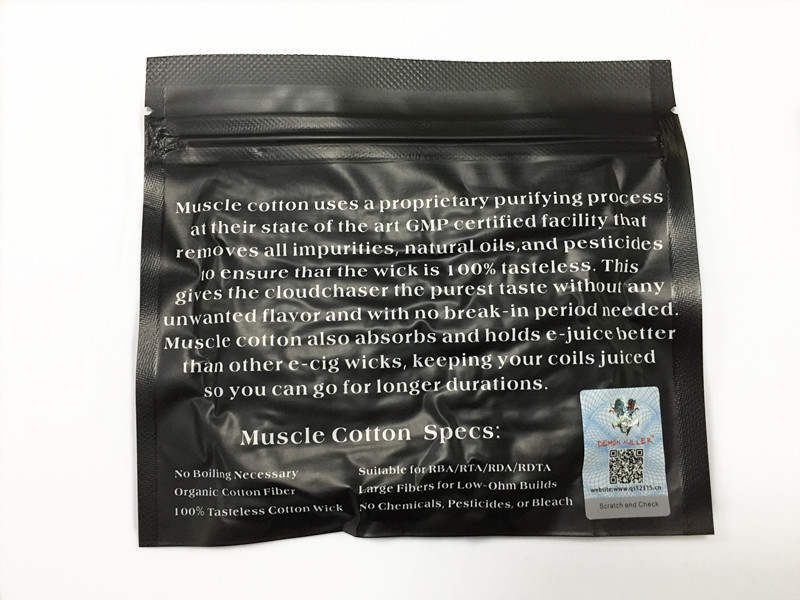 Muscle cotton uses a proprietary purifying process
at their state of the art GMP certified facility that
removes all impurities, natural oils,and pesticides
to ensure that the wick is 100% tasteless. This
gives the cloudchaser the purest taste without any
unwanted flavor and with no break-in period needed.
Muscle cotton also absorbs and holds e-juice better
than other e-cig wicks, keeping your coils juiced
so you can go for longer durations.
Muscle Cotton Specs:
No Boiling Necessary
Organic Cotton Fiber
100% Tasteless Cotton Wick
Suitable for RBA/RTA/RDA/RDTA
Large Fibers for Low-Ohm Builds
No Chemicals, Pesticides, or Bleach
DEMON KILLER
website:www.qs12315.cn
Scratch and Check